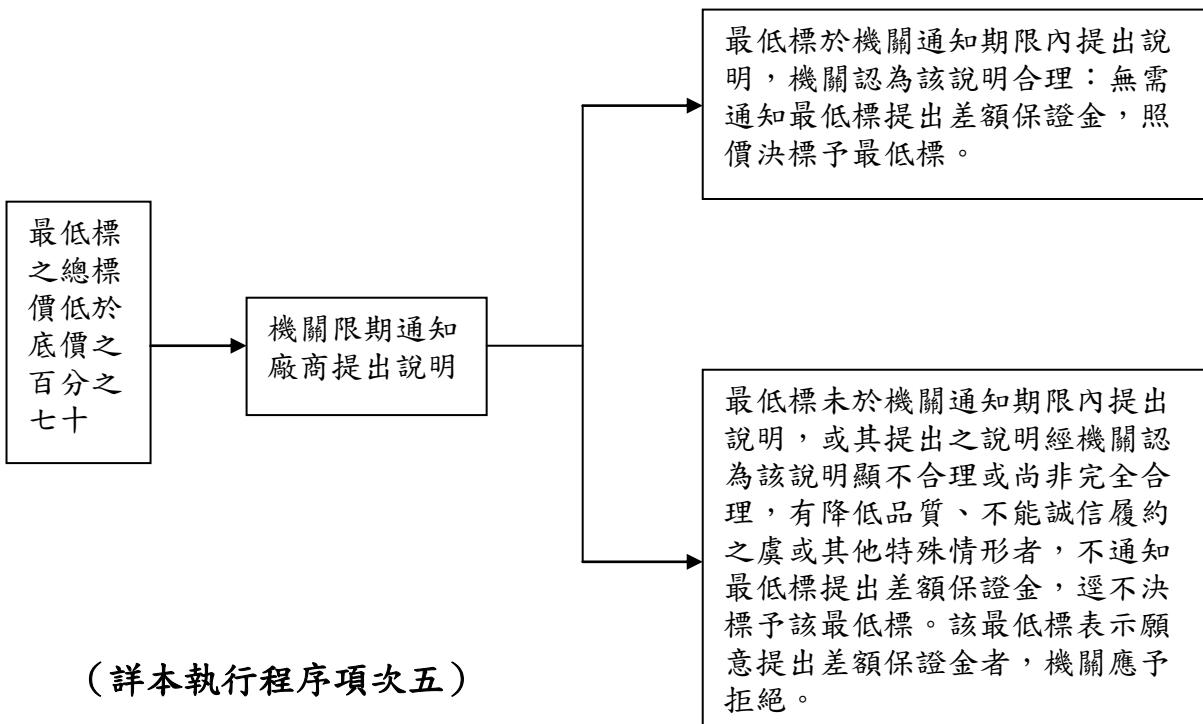 最低標
之總標
價低於
底價之
百分之
七十
機關限期通知
廠商提出說明
最低標於機關通知期限內提出說
明，機關認為該說明合理：無需
通知最低標提出差額保證金，照
價決標予最低標。
最低標未於機關通知期限內提出
說明，或其提出之說明經機關認
為該說明顯不合理或尚非完全合
理，有降低品質、不能誠信履約
之虞或其他特殊情形者，不通知
最低標提出差額保證金，逕不決
標予該最低標。該最低標表示願
意提出差額保證金者，機關應予
拒絕。
（詳本執行程序項次五）